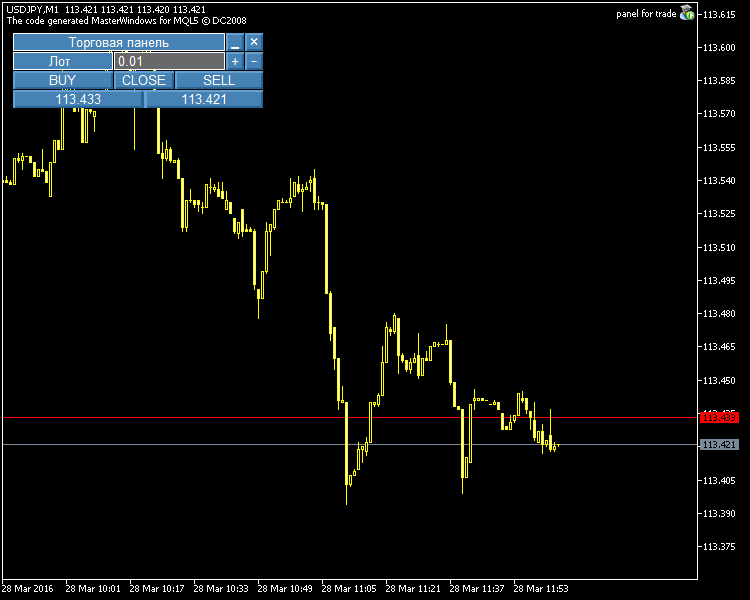 USDJPY,M1 113.421 113.421 113.420 113.421
The code generated MasterWindows for MQL5 © DC2008
panel for trade
Торговая панель
Лот 0.01 + −
BUY CLOSE SELL
113.433 113.421
113.615
113.600
113.585
113.570
113.555
113.540
113.525
113.510
113.495
113.480
113.465
113.450
113.433
113.421
113.405
113.390
113.375
28 Mar 2016 28 Mar 10:01 28 Mar 10:17 28 Mar 10:33 28 Mar 10:49 28 Mar 11:05 28 Mar 11:21 28 Mar 11:37 28 Mar 11:53